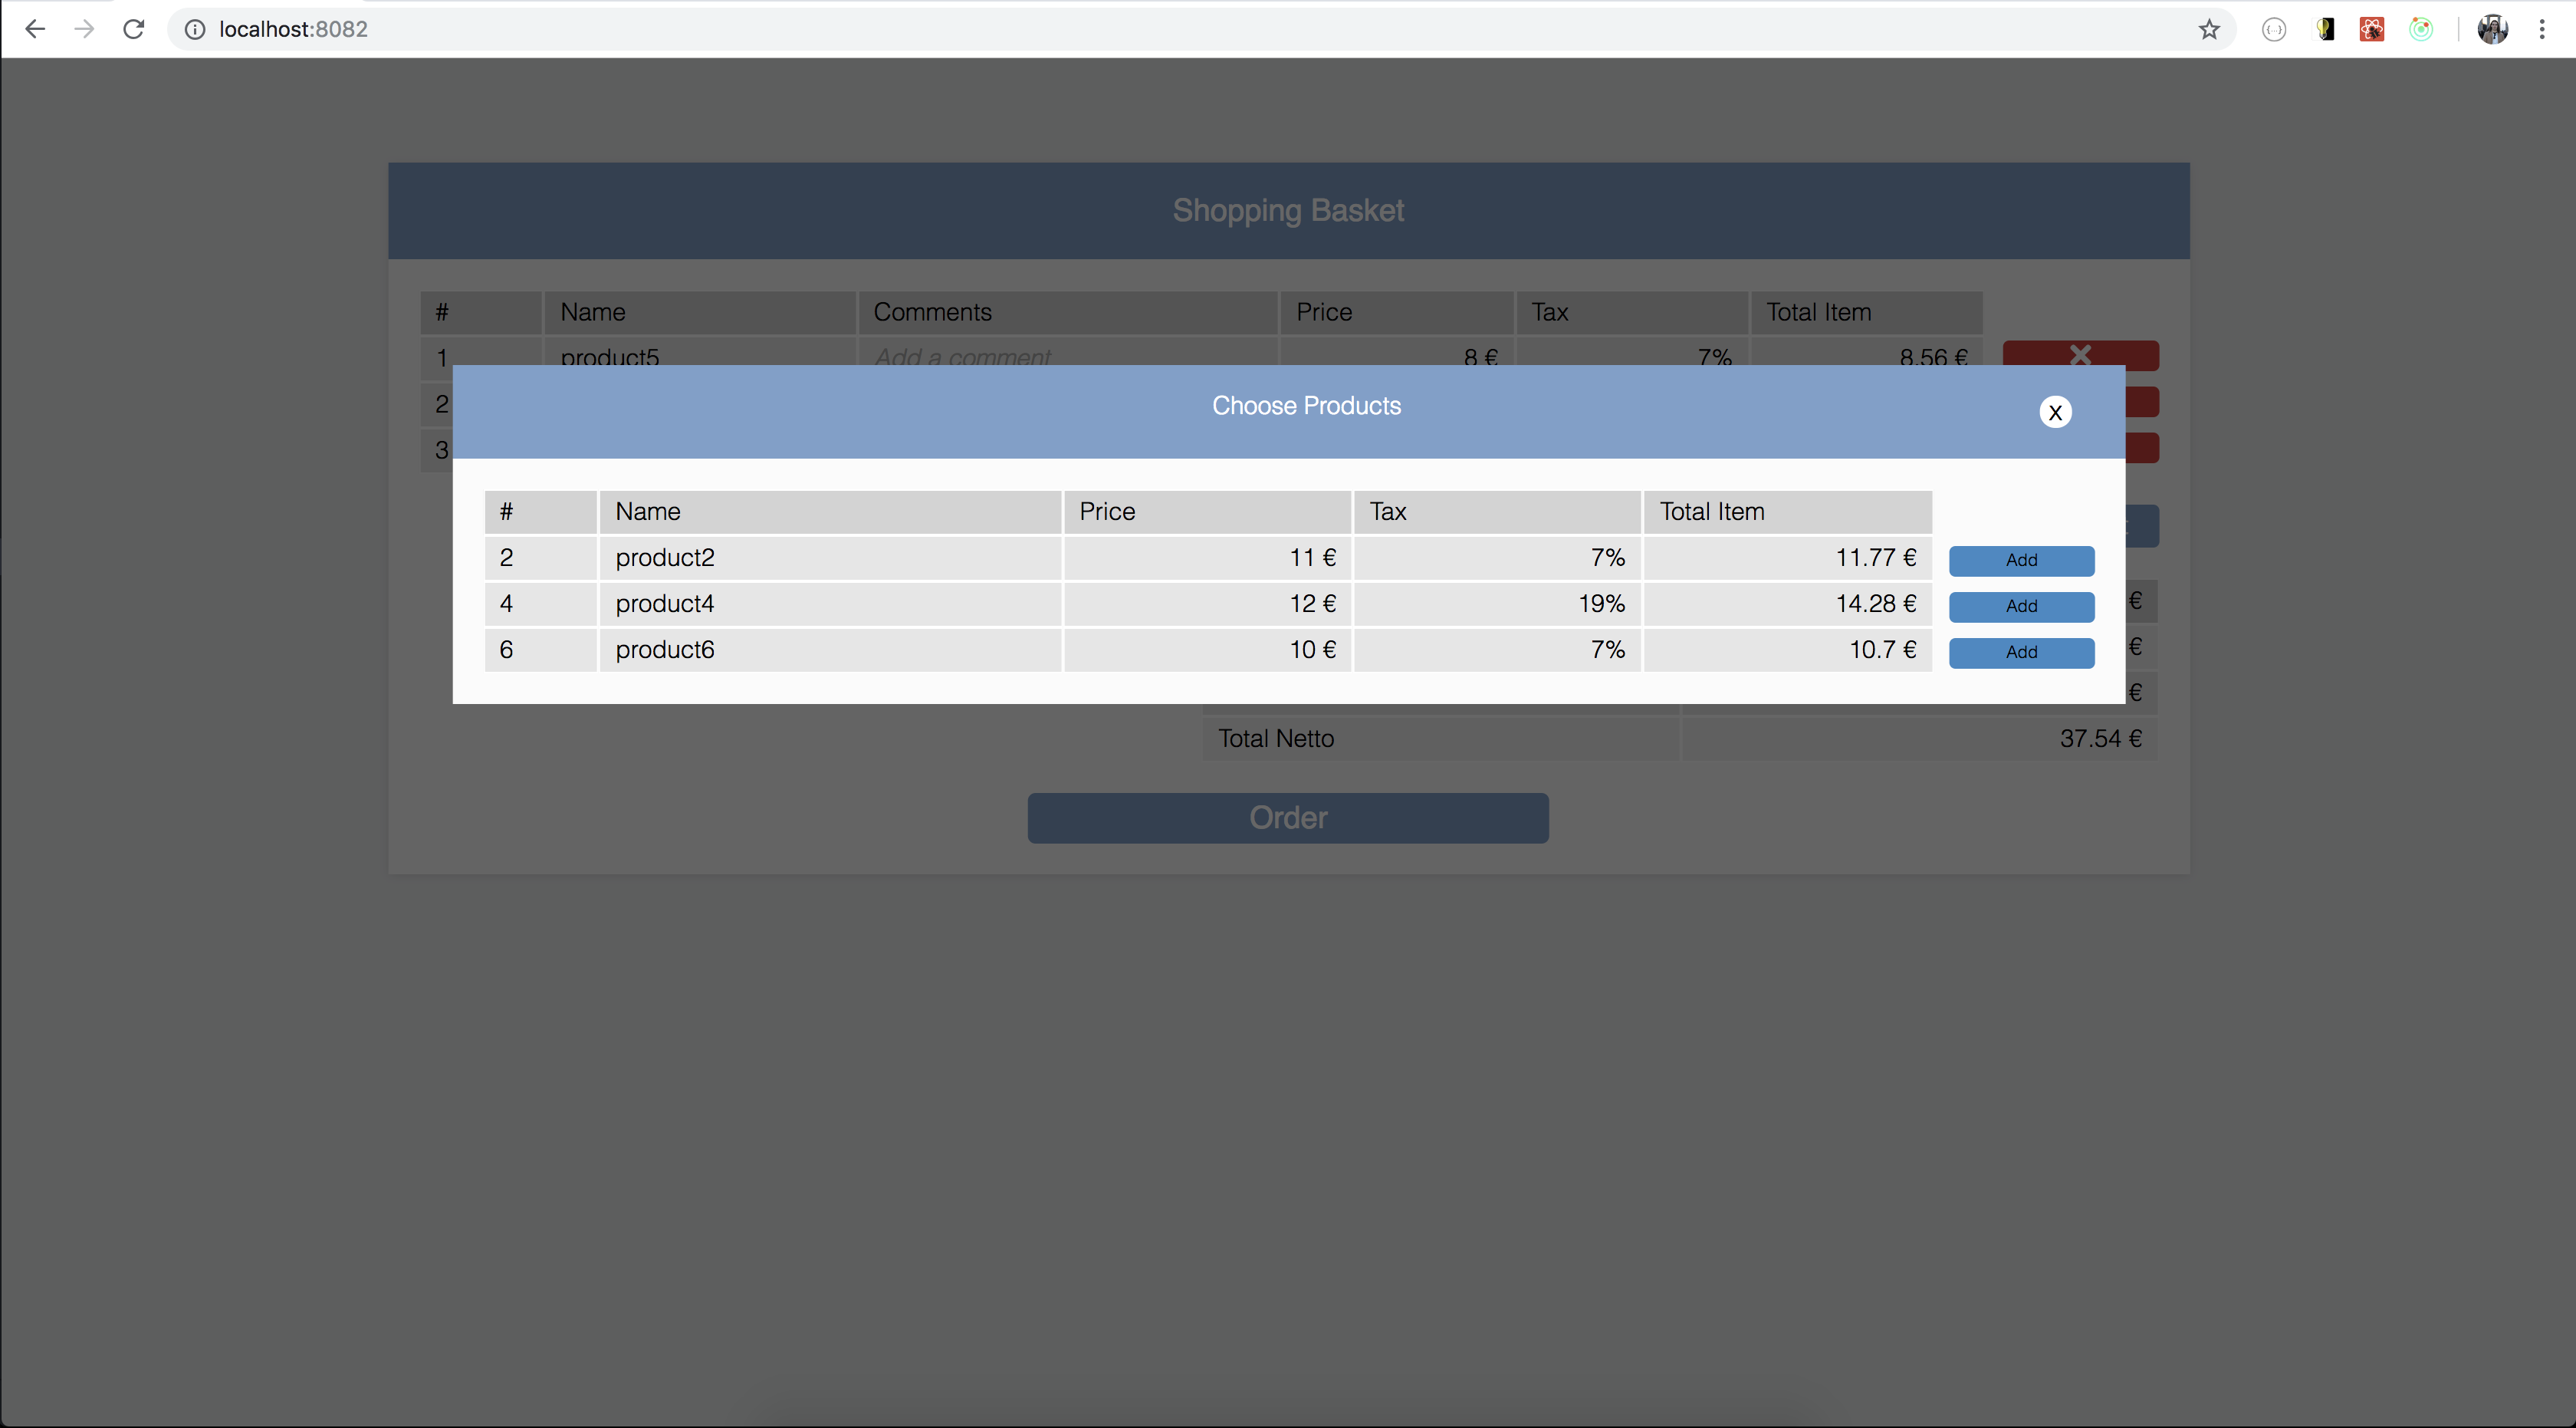 localhost:8082
Shopping Basket
# Name Comments Price Tax Total Item
1 product5 Add a comment 8 € 7% 8.56 €
2
3
Choose Products X
# Name Price Tax Total Item
2 product2 11 € 7% 11.77 € Add
4 product4 12 € 19% 14.28 € Add
6 product6 10 € 7% 10.7 € Add
€
€
€
Total Netto 37.54 €
Order